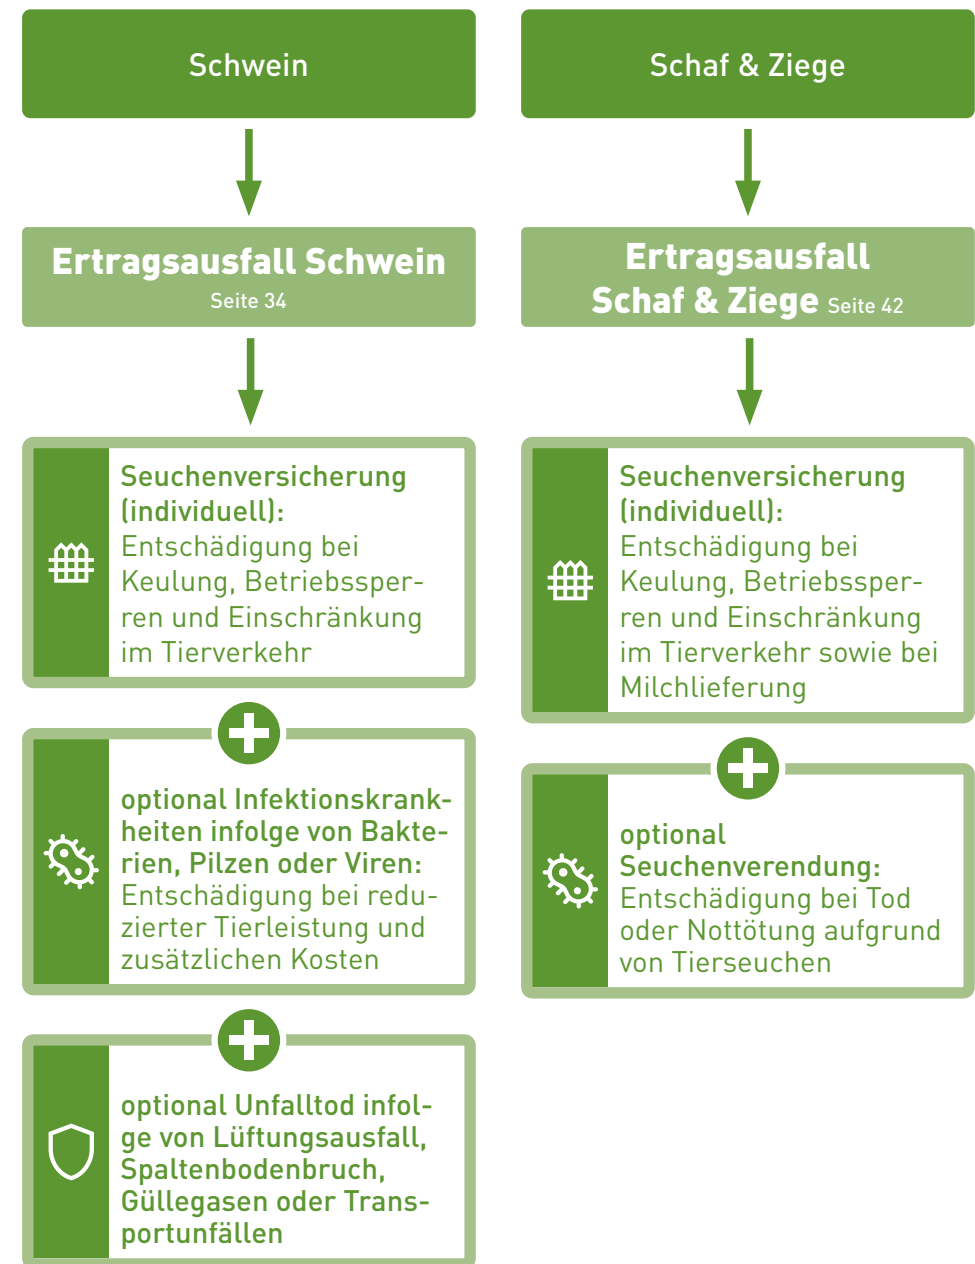 Schwein
Ertragsausfall Schwein
Seite 34
Seuchenversicherung
(individuell):
Entschädigung bei
Keulung, Betriebssper-
ren und Einschränkung
im Tierverkehr
optional Infektionskrank-
heiten infolge von Bakte-
rien, Pilzen oder Viren:
Entschädigung bei redu-
zierter Tierleistung und
zusätzlichen Kosten
optional Unfalltod infol-
ge von Lüftungsausfall,
Spaltenbodenbruch,
Güllegasen oder Trans-
portunfällen
Schaf & Ziege
Ertragsausfall
Schaf & Ziege Seite 42
Seuchenversicherung
(individuell):
Entschädigung bei
Keulung, Betriebssper-
ren und Einschränkung
im Tierverkehr sowie bei
Milchlieferung
optional
Seuchenverendung:
Entschädigung bei Tod
oder Nottötung aufgrund
von Tierseuchen